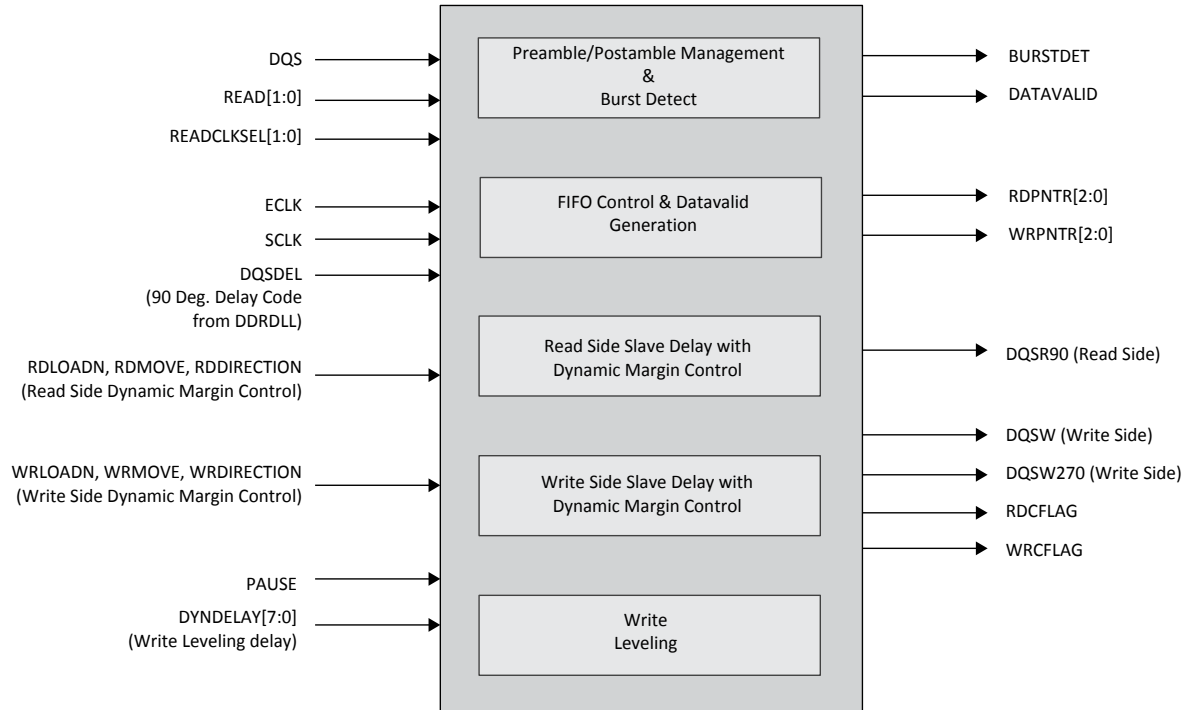 DQS
READ[1:0]
READCLKSEL[1:0]
ECLK
SCLK
DQSDEL
(90 Deg. Delay Code
from DDRDLL)
RDLOADN, RDMOVE, RDDIRECTION
(Read Side Dynamic Margin Control)
WRLOADN, WRMOVE, WRDIRECTION
(Write Side Dynamic Margin Control)
PAUSE
DYNDELAY[7:0]
(Write Leveling delay)
Preamble/Postamble Management
&
Burst Detect
FIFO Control & Datavalid
Generation
Read Side Slave Delay with
Dynamic Margin Control
Write Side Slave Delay with
Dynamic Margin Control
Write
Leveling
BURSTDET
DATAVALID
RDPNTR[2:0]
WRPNTR[2:0]
DQSR90 (Read Side)
DQSW (Write Side)
DQSW270 (Write Side)
RDCFLAG
WRCFLAG